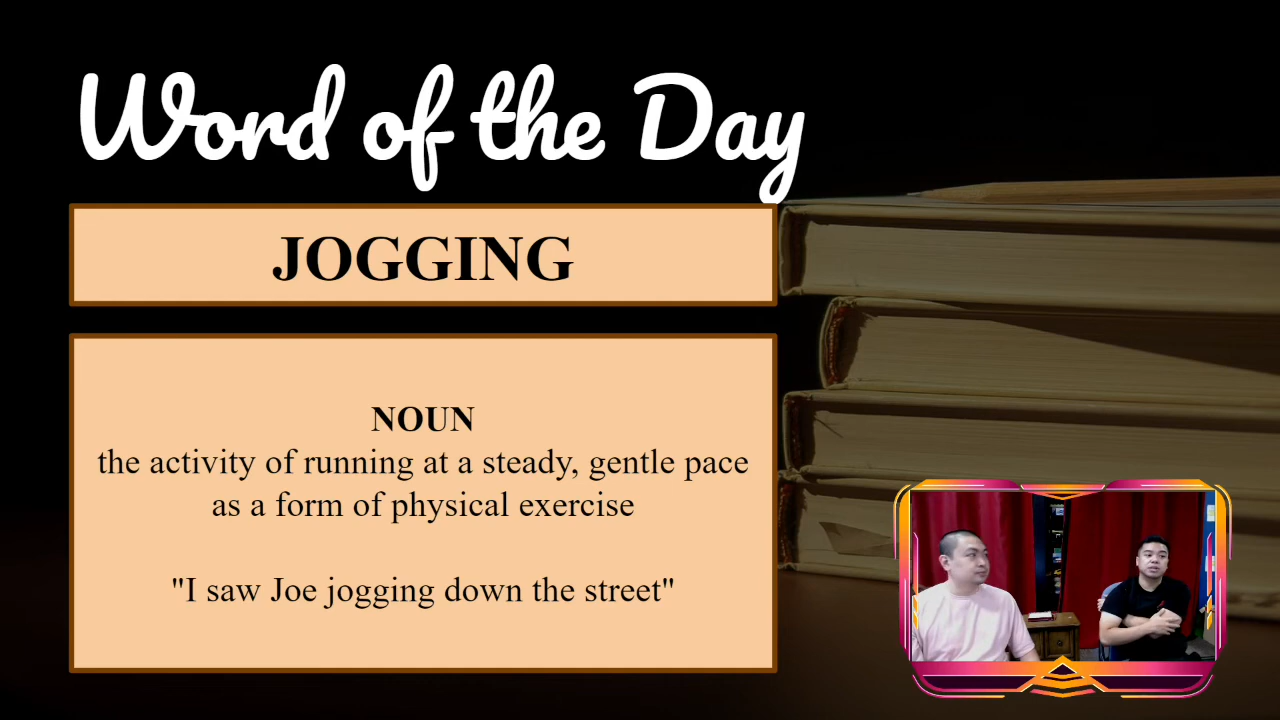 Word of the Day
JOGGING
NOUN
the activity of running at a steady, gentle pace
as a form of physical exercise
"I saw Joe jogging down the street"